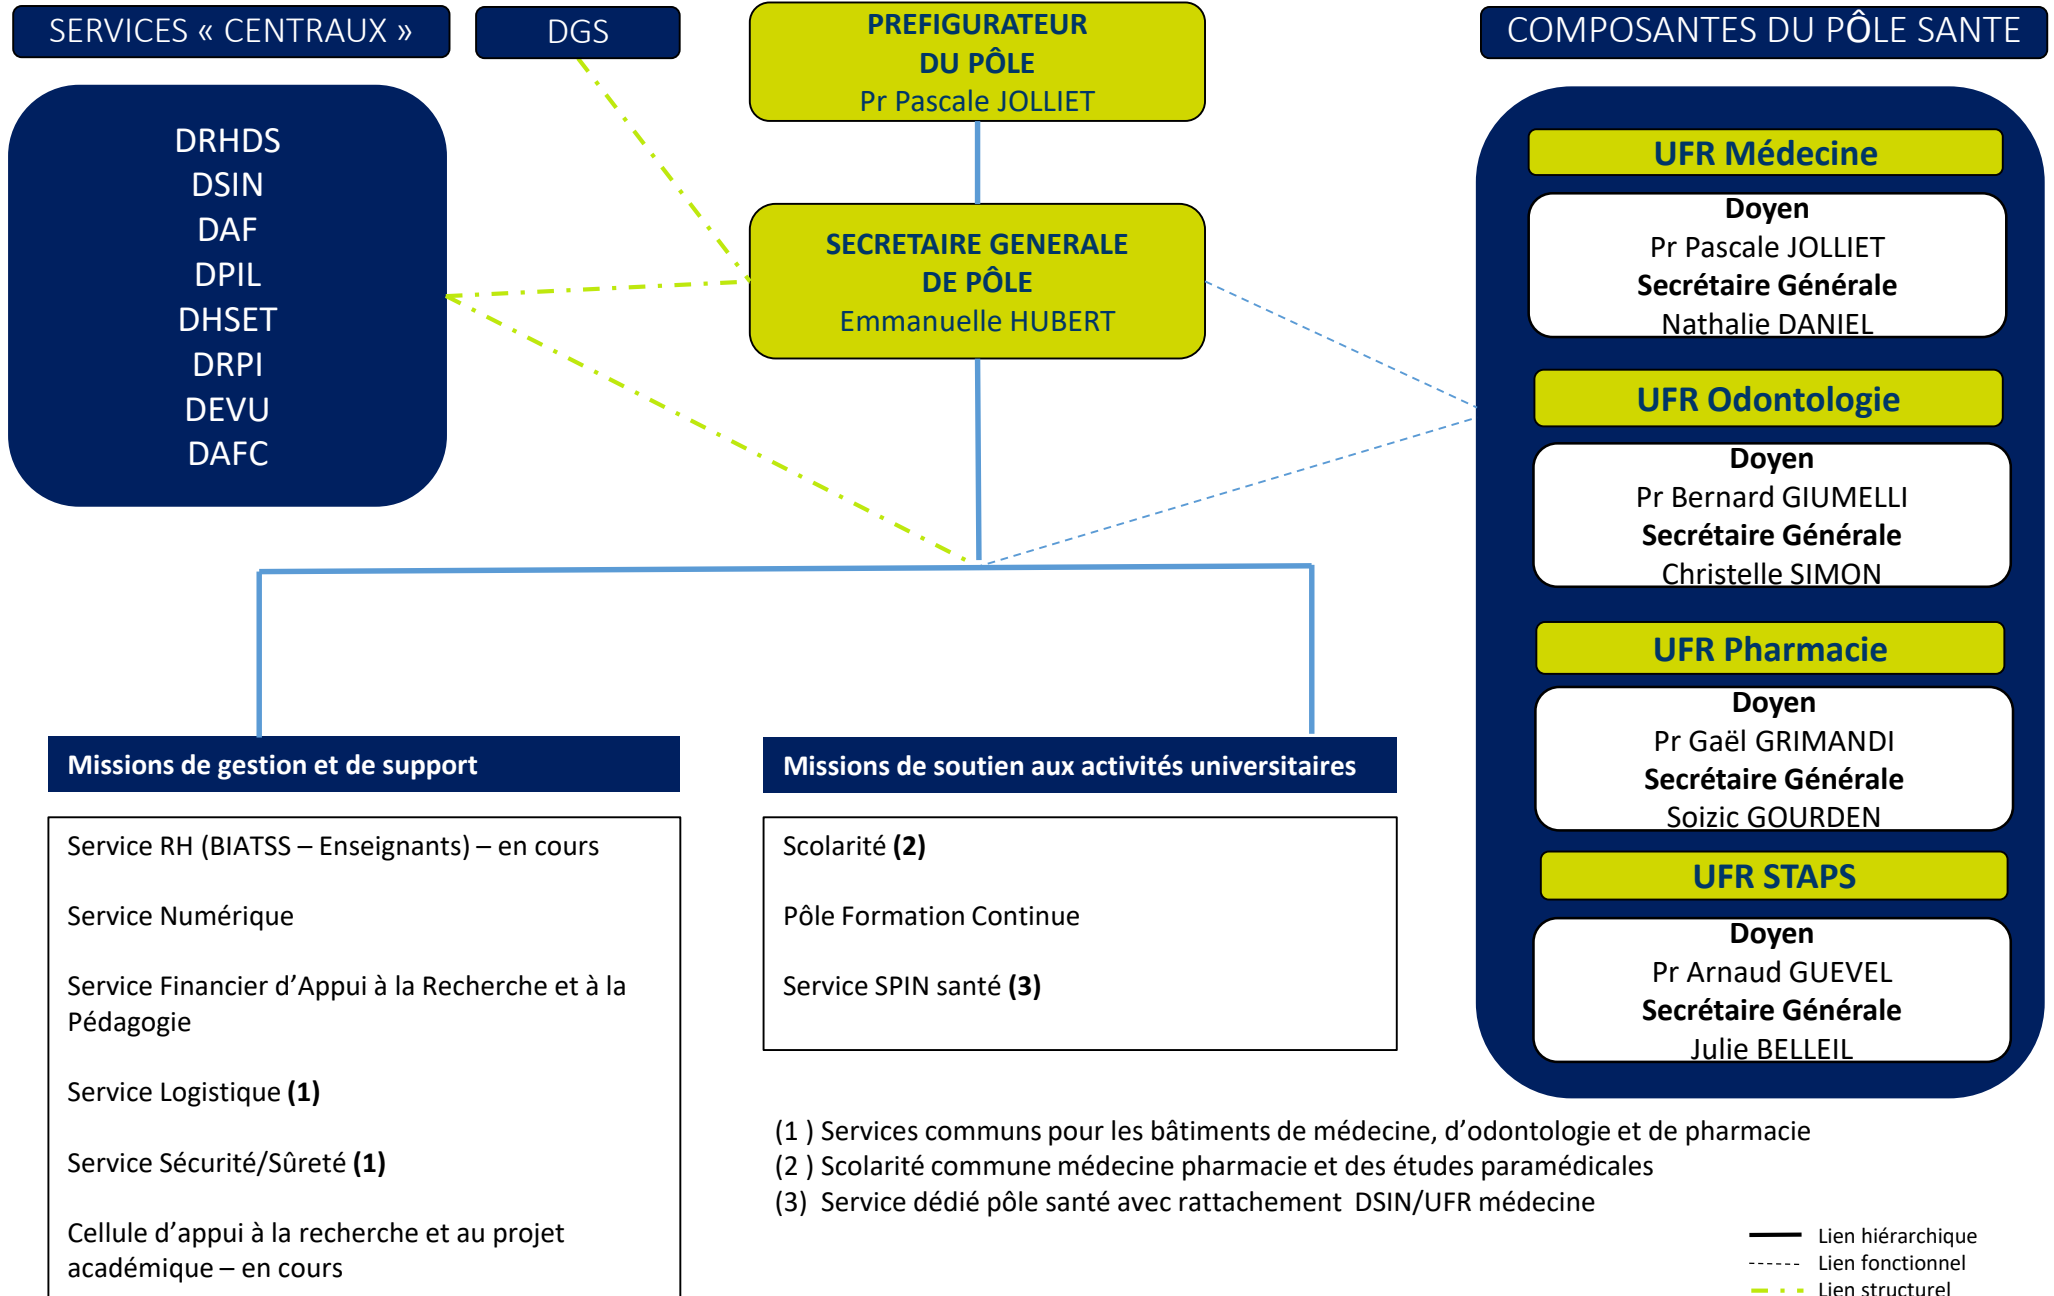 SERVICES « CENTRAUX »
DGS
PREFIGURATEUR
DU PÔLE
Pr Pascale JOLLIET
COMPOSANTES DU PÔLE SANTE
DRHDS
DSIN
DAF
DPIL
DHSET
DRPI
DEVU
DAFC
SECRETAIRE GENERALE
DE PÔLE
Emmanuelle HUBERT
UFR Médecine
Doyen
Pr Pascale JOLLIET
Secrétaire Générale
Nathalie DANIEL
UFR Odontologie
Doyen
Pr Bernard GIUMELLI
Secrétaire Générale
Christelle SIMON
UFR Pharmacie
Doyen
Pr Gaël GRIMANDI
Secrétaire Générale
Soizic GOURDEN
UFR STAPS
Doyen
Pr Arnaud GUEVEL
Secrétaire Générale
Julie BELLEIL
Missions de gestion et de support
Service RH (BIATSS – Enseignants) – en cours
Service Numérique
Service Financier d’Appui à la Recherche et à la
Pédagogie
Service Logistique (1)
Service Sécurité/Sûreté (1)
Cellule d’appui à la recherche et au projet
académique – en cours
Missions de soutien aux activités universitaires
Scolarité (2)
Pôle Formation Continue
Service SPIN santé (3)
(1 ) Services communs pour les bâtiments de médecine, d’odontologie et de pharmacie
(2 ) Scolarité commune médecine pharmacie et des études paramédicales
(3) Service dédié pôle santé avec rattachement DSIN/UFR médecine
Lien hiérarchique
Lien fonctionnel
Lien structurel